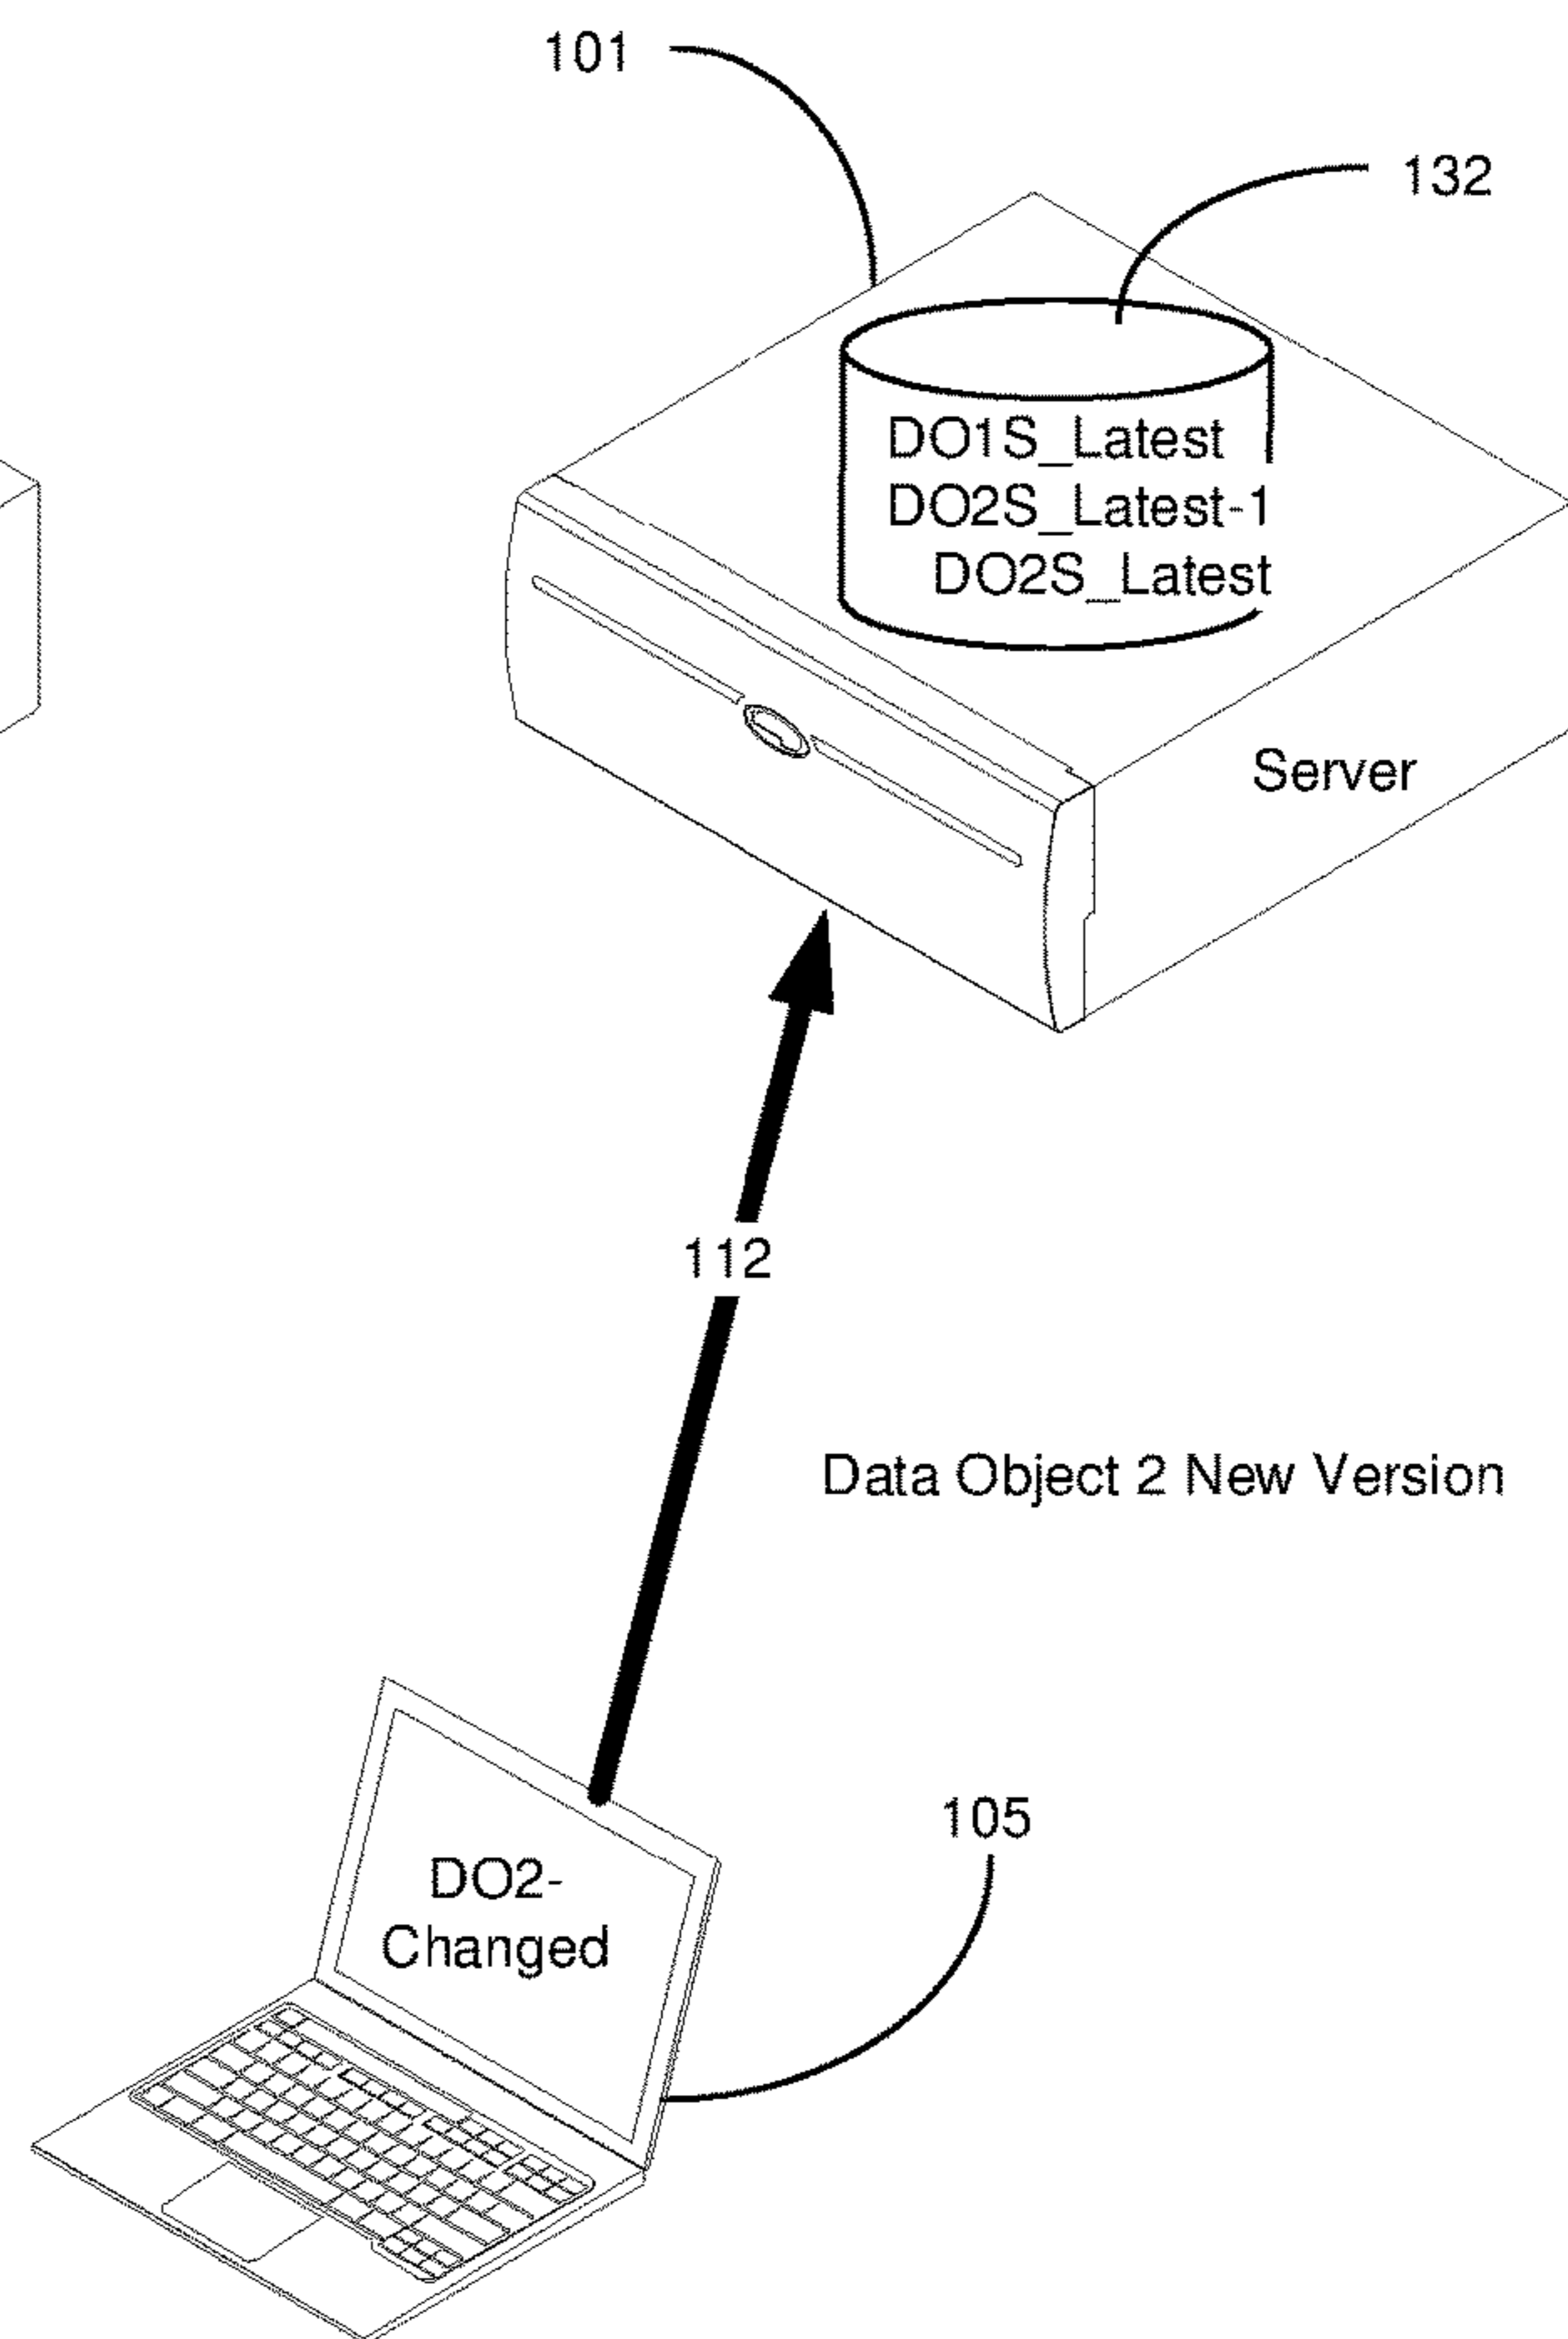 101
132
DO1S_Latest
DO2S_Latest-1
DO2S_Latest
Server
112
Data Object 2 New Version
105
DO2-
Changed